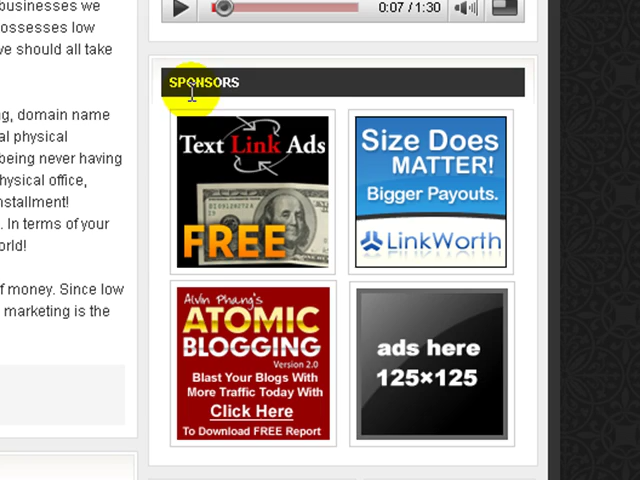 businesses we
ossesses low
ve should all take
g, domain name
al physical
being never having
hysical office,
nstallment!
. In terms of your
orld!
f money. Since low
marketing is the
0:07 / 1:30
SPONSORS
Text Link Ads
FREE
Size Does
MATTER!
Bigger Payouts.
LinkWorth
Alvin Phang's
ATOMIC
BLOGGING
Version 2.0
Blast Your Blogs With
More Traffic Today With
Click Here
To Download FREE Report
ads here
125×125